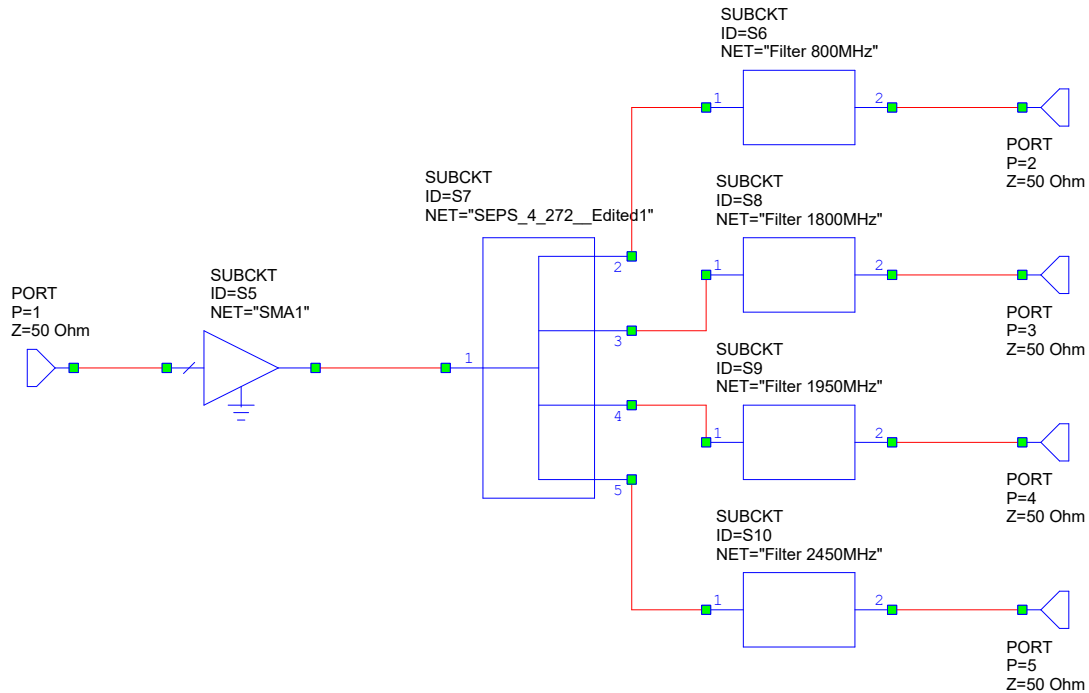 SUBCKT
ID=S6
NET="Filter 800MHz"
1
2
PORT
P=2
Z=50 Ohm
SUBCKT
ID=S7
NET="SEPS_4_272__Edited1"
1
2
3
4
5
SUBCKT
ID=S8
NET="Filter 1800MHz"
1
2
PORT
P=3
Z=50 Ohm
SUBCKT
ID=S5
NET="SMA1"
PORT
P=1
Z=50 Ohm
SUBCKT
ID=S9
NET="Filter 1950MHz"
1
2
PORT
P=4
Z=50 Ohm
SUBCKT
ID=S10
NET="Filter 2450MHz"
1
2
PORT
P=5
Z=50 Ohm